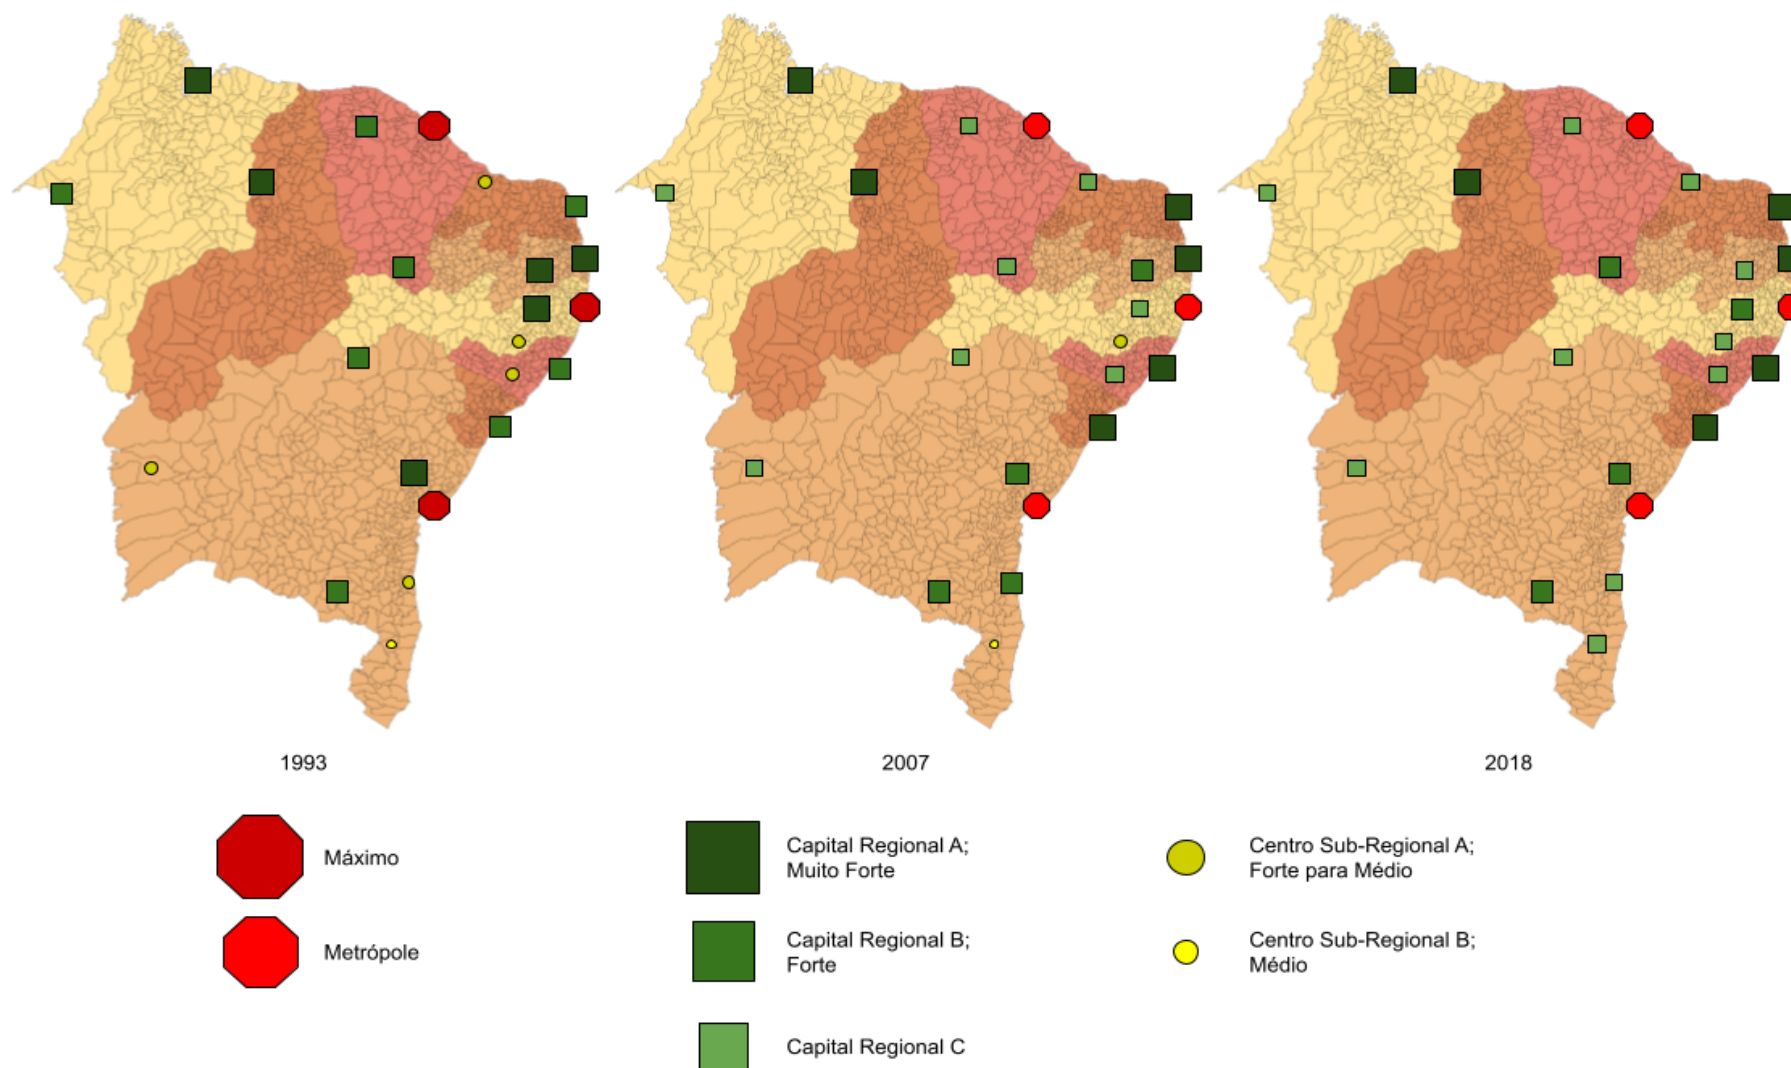 1993
2007
2018
Máximo
Capital Regional A;
Muito Forte
Centro Sub-Regional A;
Forte para Médio
Metrópole
Capital Regional B;
Forte
Centro Sub-Regional B;
Médio
Capital Regional C